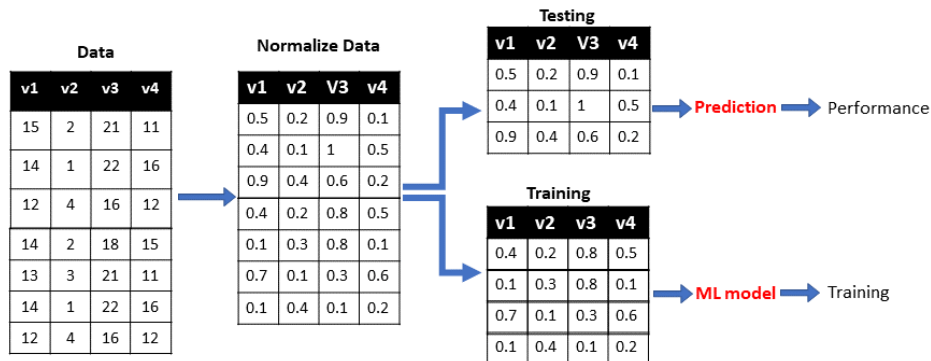 Data
v1 v2 v3 v4
15 2 21 11
14 1 22 16
12 4 16 12
14 2 18 15
13 3 21 11
14 1 22 16
12 4 16 12
Normalize Data
v1 v2 V3 v4
0.5 0.2 0.9 0.1
0.4 0.1 1 0.5
0.9 0.4 0.6 0.2
0.4 0.2 0.8 0.5
0.1 0.3 0.8 0.1
0.7 0.1 0.3 0.6
0.1 0.4 0.1 0.2
Testing
v1 v2 V3 v4
0.5 0.2 0.9 0.1
0.4 0.1 1 0.5
0.9 0.4 0.6 0.2
Prediction
Performance
Training
v1 v2 V3 v4
0.4 0.2 0.8 0.5
0.1 0.3 0.8 0.1
0.7 0.1 0.3 0.6
0.1 0.4 0.1 0.2
ML model
Training